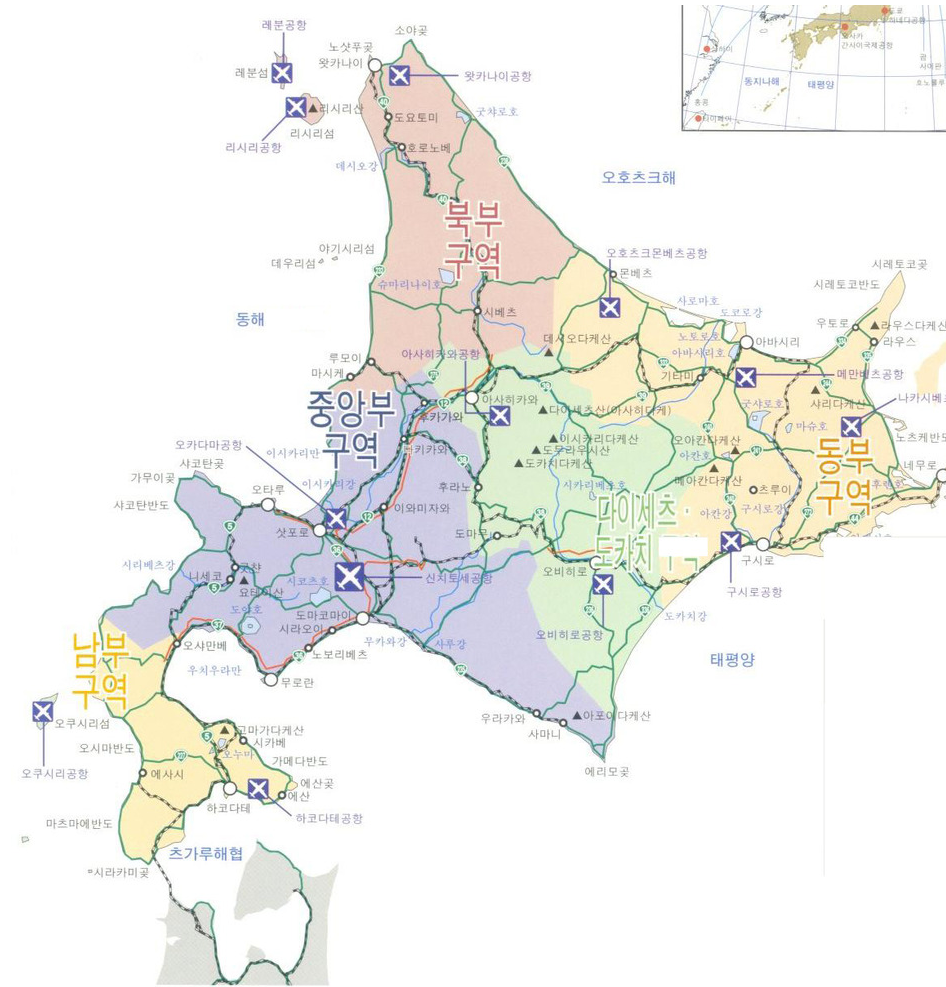 레분공항
소야곶
노샷푸곶
왓카나이
왓카나이공항
레분섬
리시리산
리시리섬
리시리공항
굿챠로호
도요토미
호로노베
데시오강
오사카
간사이국제공항
동지나해
태평양
홍콩
오호츠크해
북부
구역
야기시리섬
데우리섬
슈마리나이호
시베츠
오호츠크몬베츠공항
몬베츠
시레토코곶
시레토코반도
사로마호
도코로강
우토로
라우스다케산
라우스
동해
노토로호
아바시리호
아바시리
아사히카와공항
루모이
마시케
기타미
메만베츠공항
중앙부
구역
후카가와
아사히카와
다이세츠산(아사히다케)
굿샤로호
마슈호
샤리다케산
오카다마공항
이시카리만
이시카리다케산
도무라우시산
도카치다케산
오아칸다케산
아칸호
메아칸다케산
동부
구역
노츠케반도
네무로
샤코탄곶
가무이곶
샤코탄반도
이시카리강
후라노
시카리베츠호
츠루이
오타루
이와미자와
다이세츠 ·
도카치
아칸강
구시로강
삿포로
도마무
오비히로
구시로
시리베츠강
니세코
요테이산
시코츠호
신치토세공항
구시로공항
도야호
도마코마이
시라오이
무카와강
사루강
오비히로공항
도카치강
남부
구역
오샤만베
노보리베츠
우치우라만
무로란
태평양
우라카와
사마니
아포이다케산
에리모곶
오쿠시리섬
오쿠시리공항
오시마반도
고마가다케산
시카베
오누마
가메다반도
에사시
에산곶
에산
하코다테
하코다테공항
마츠마에반도
츠가루해협
시라카미곶